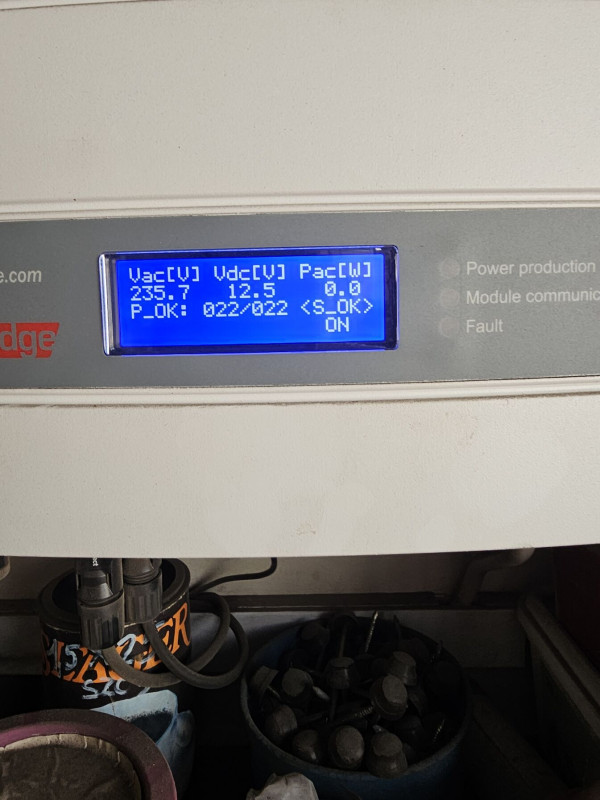 Vac[V] Vdc[V] Pac[W]
235.7 12.5 0.0
P_OK: 022/022 <S_OK>
ON
e.com
dge
Power production
Module communic
Fault